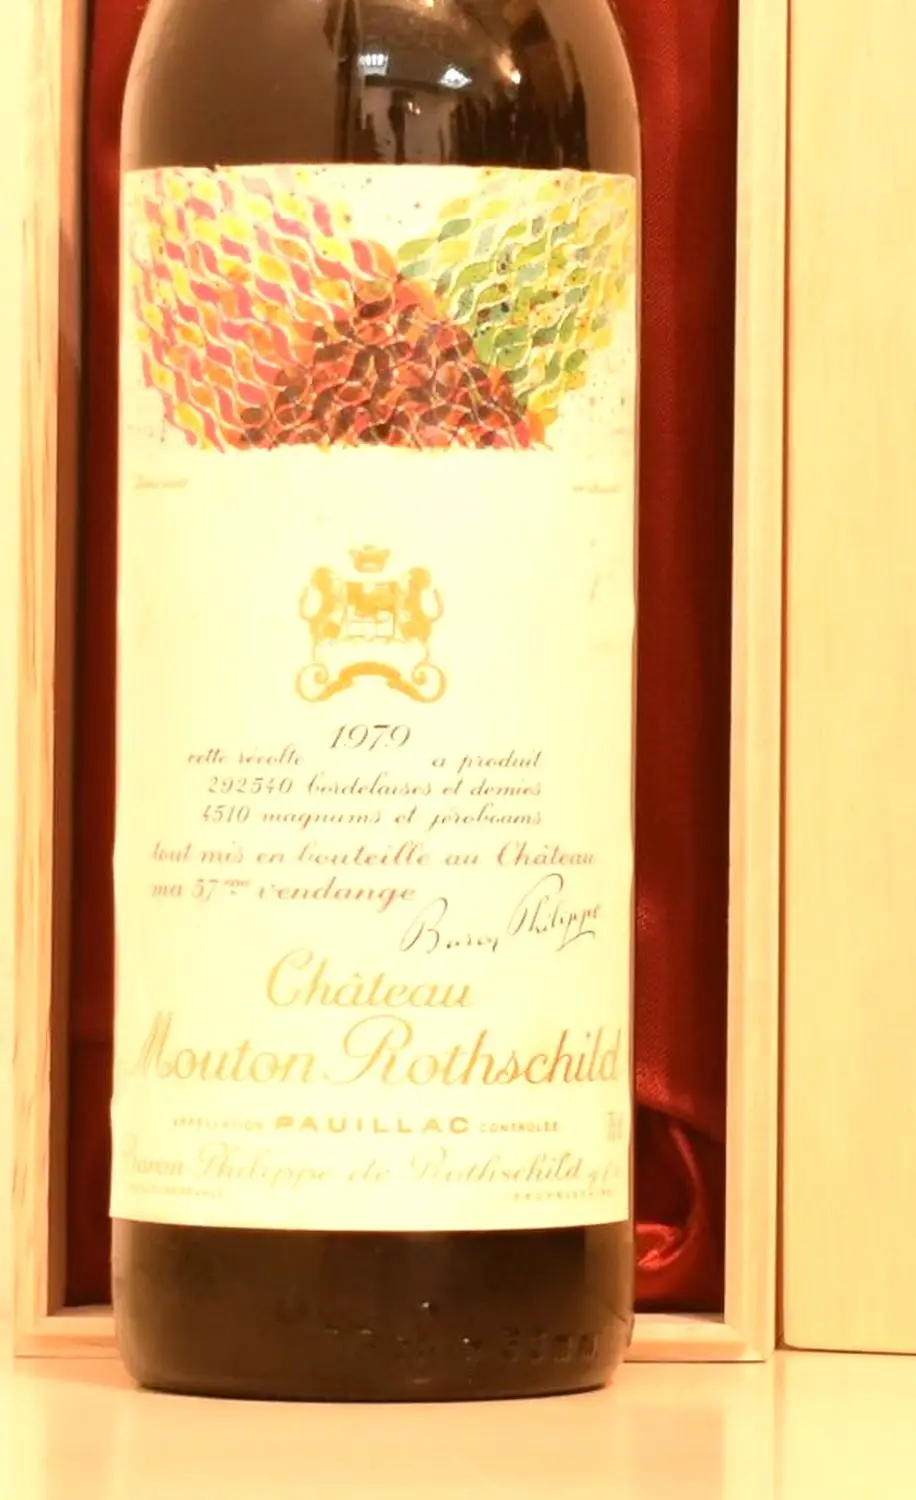 1979
cette récolte a produit
292540 bordelaises et demies
4510 magnums et jéroboams
tout mis en bouteille au Château
ma 57ème vendange
Baron Philippe
Château
Mouton Rothschild
APPELLATION PAUILLAC CONTROLÉE
Baron Philippe de Rothschild